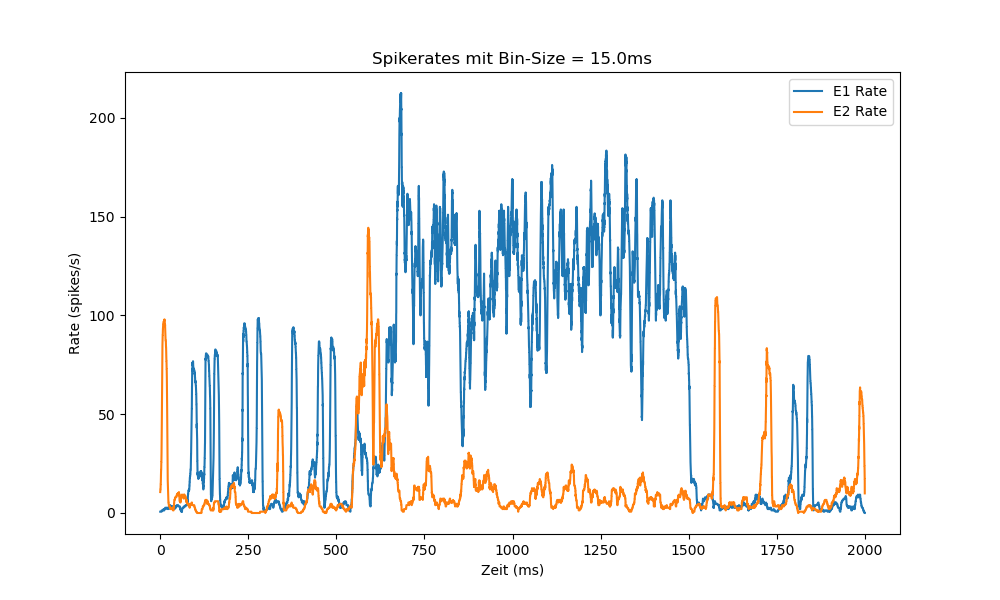 Spikerates mit Bin-Size = 15.0ms
E1 Rate
E2 Rate
Rate (spikes/s)
200
150
100
50
0
0 250 500 750 1000 1250 1500 1750 2000
Zeit (ms)